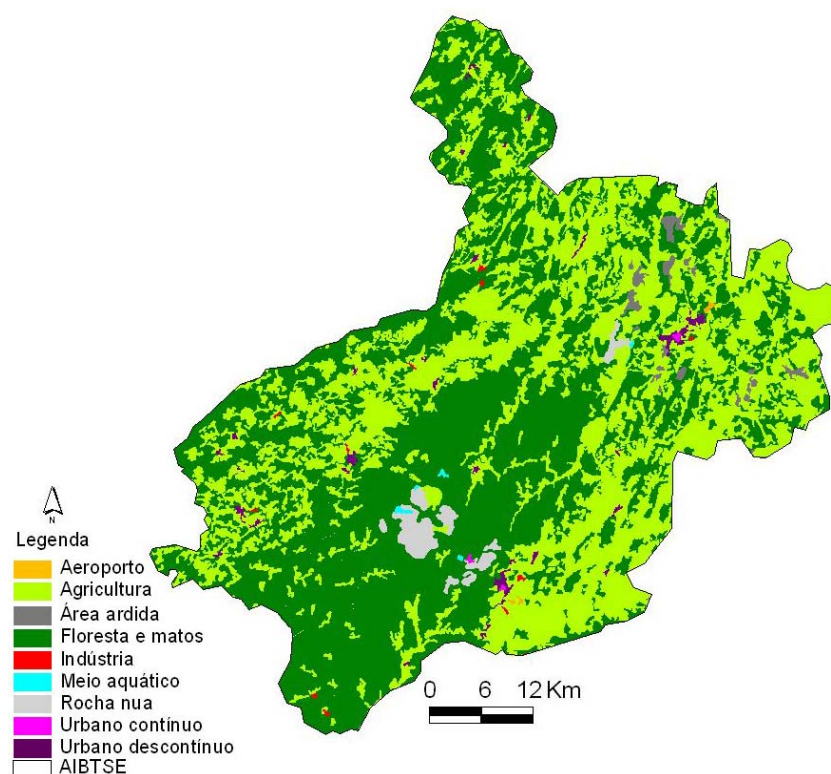 N
Legenda
Aeroporto
Agricultura
Área ardida
Floresta e matos
Indústria
Meio aquático
Rocha nua
Urbano contínuo
Urbano descontínuo
AIBTSE
0 6 12 Km